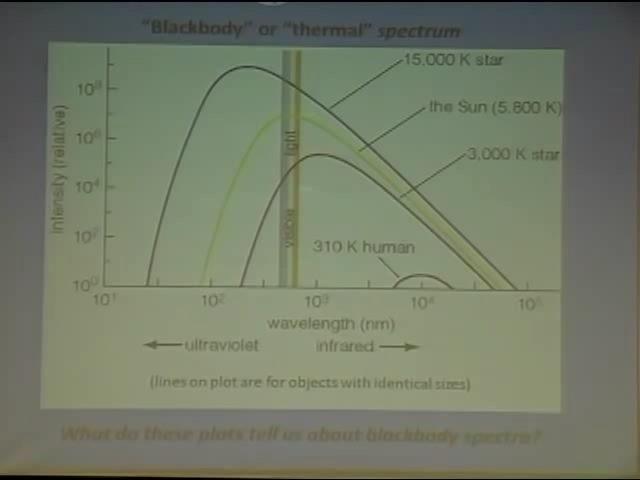 "Blackbody" or "thermal" spectrum
intensity (relative)
10⁸
10⁶
10⁴
10²
10⁰
15,000 K star
the Sun (5,800 K)
3,000 K star
310 K human
visible light
10¹ 10² 10³ 10⁴ 10⁵
wavelength (nm)
ultraviolet infrared
(lines on plot are for objects with identical sizes)
What do these plots tell us about blackbody spectra?